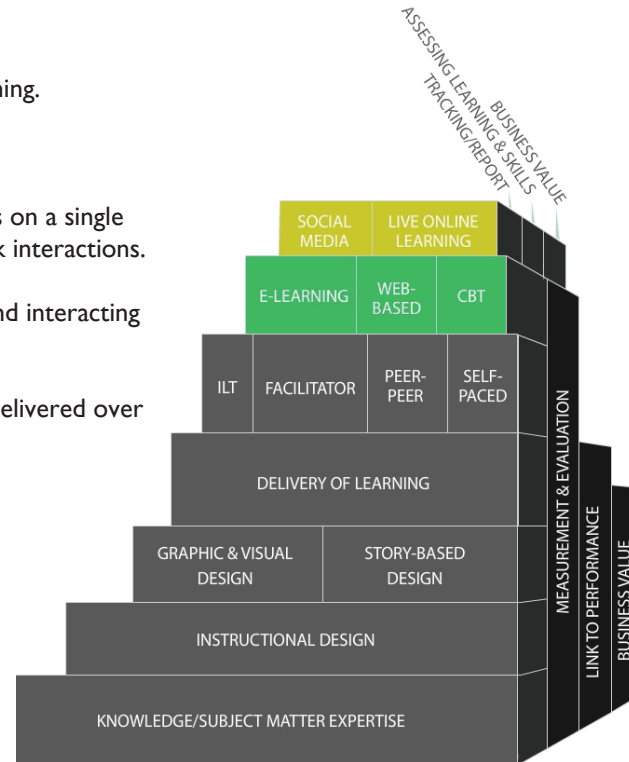 ning.
s on a single
k interactions.
nd interacting
elivered over
ASSESSING LEARNING & SKILLS
TRACKING/REPORT
BUSINESS VALUE
SOCIAL
MEDIA
LIVE ONLINE
LEARNING
E-LEARNING
WEB-
BASED
CBT
ILT
FACILITATOR
PEER-
PEER
SELF-
PACED
DELIVERY OF LEARNING
GRAPHIC & VISUAL
DESIGN
STORY-BASED
DESIGN
INSTRUCTIONAL DESIGN
KNOWLEDGE/SUBJECT MATTER EXPERTISE
MEASUREMENT & EVALUATION
LINK TO PERFORMANCE
BUSINESS VALUE